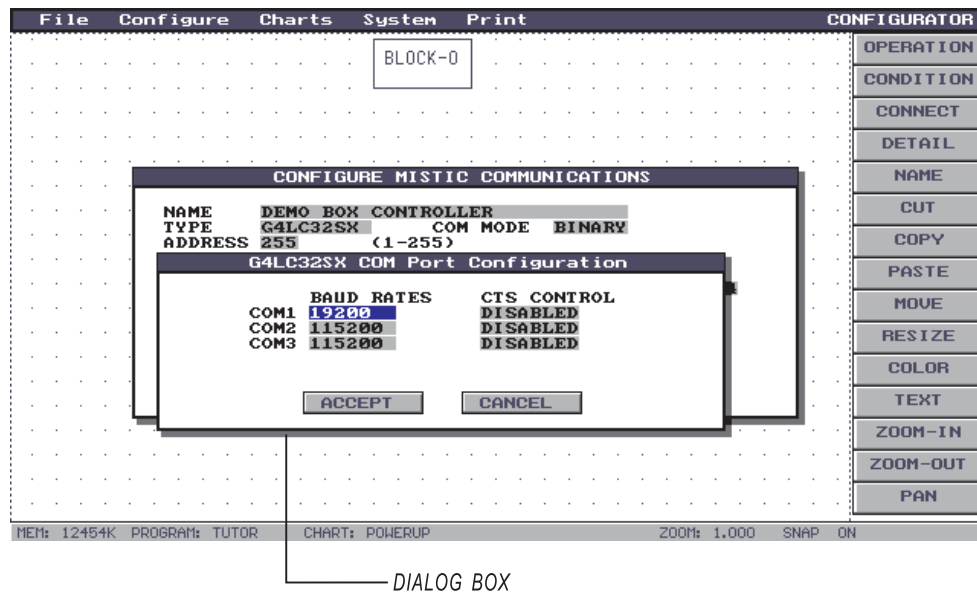 File Configure Charts System Print CONFIGURATOR
BLOCK-0
OPERATION
CONDITION
CONNECT
DETAIL
NAME
CUT
COPY
PASTE
MOVE
RESIZE
COLOR
TEXT
ZOOM-IN
ZOOM-OUT
PAN
CONFIGURE MISTIC COMMUNICATIONS
NAME DEMO BOX CONTROLLER
TYPE G4LC32SX COM MODE BINARY
ADDRESS 255 (1-255)
G4LC32SX COM Port Configuration
BAUD RATES CTS CONTROL
COM1 19200 DISABLED
COM2 115200 DISABLED
COM3 115200 DISABLED
ACCEPT CANCEL
MEM: 12454K PROGRAM: TUTOR CHART: POWERUP ZOOM: 1.000 SNAP ON
DIALOG BOX